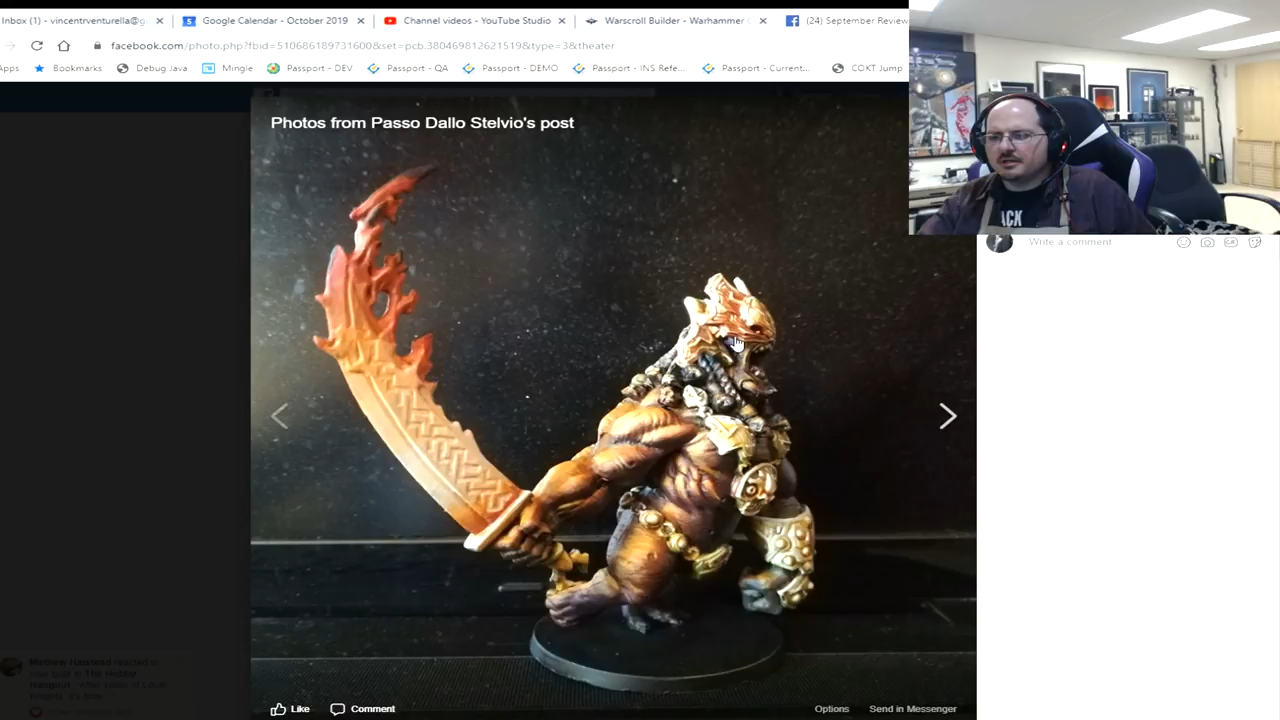 Inbox (1) - vincentrventurella@g
Google Calendar - October 2019
Channel videos - YouTube Studio
Warscroll Builder - Warhammer
(24) September Review
facebook.com/photo.php?fbid=510686189731600&set=pcb.380469812621519&type=3&theater
Apps
Bookmarks
Debug Java
Mingle
Passport - DEV
Passport - QA
Passport - DEMO
Passport - INS Refe...
Passport - Current...
COKT Jump
Photos from Passo Dallo Stelvio's post
ACK
Write a comment
reacted to
Like
Comment
Options
Send in Messenger